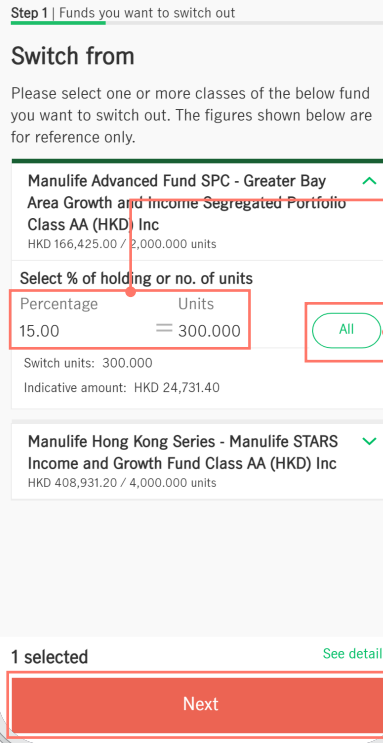 Step 1 | Funds you want to switch out
Switch from
Please select one or more classes of the below fund
you want to switch out. The figures shown below are
for reference only.
Manulife Advanced Fund SPC - Greater Bay
Area Growth and Income Segregated Portfolio
Class AA (HKD) Inc
HKD 166,425.00 / 2,000.000 units
Select % of holding or no. of units
Percentage Units
15.00 = 300.000
All
Switch units: 300.000
Indicative amount: HKD 24,731.40
Manulife Hong Kong Series - Manulife STARS
Income and Growth Fund Class AA (HKD) Inc
HKD 408,931.20 / 4,000.000 units
1 selected See detail
Next